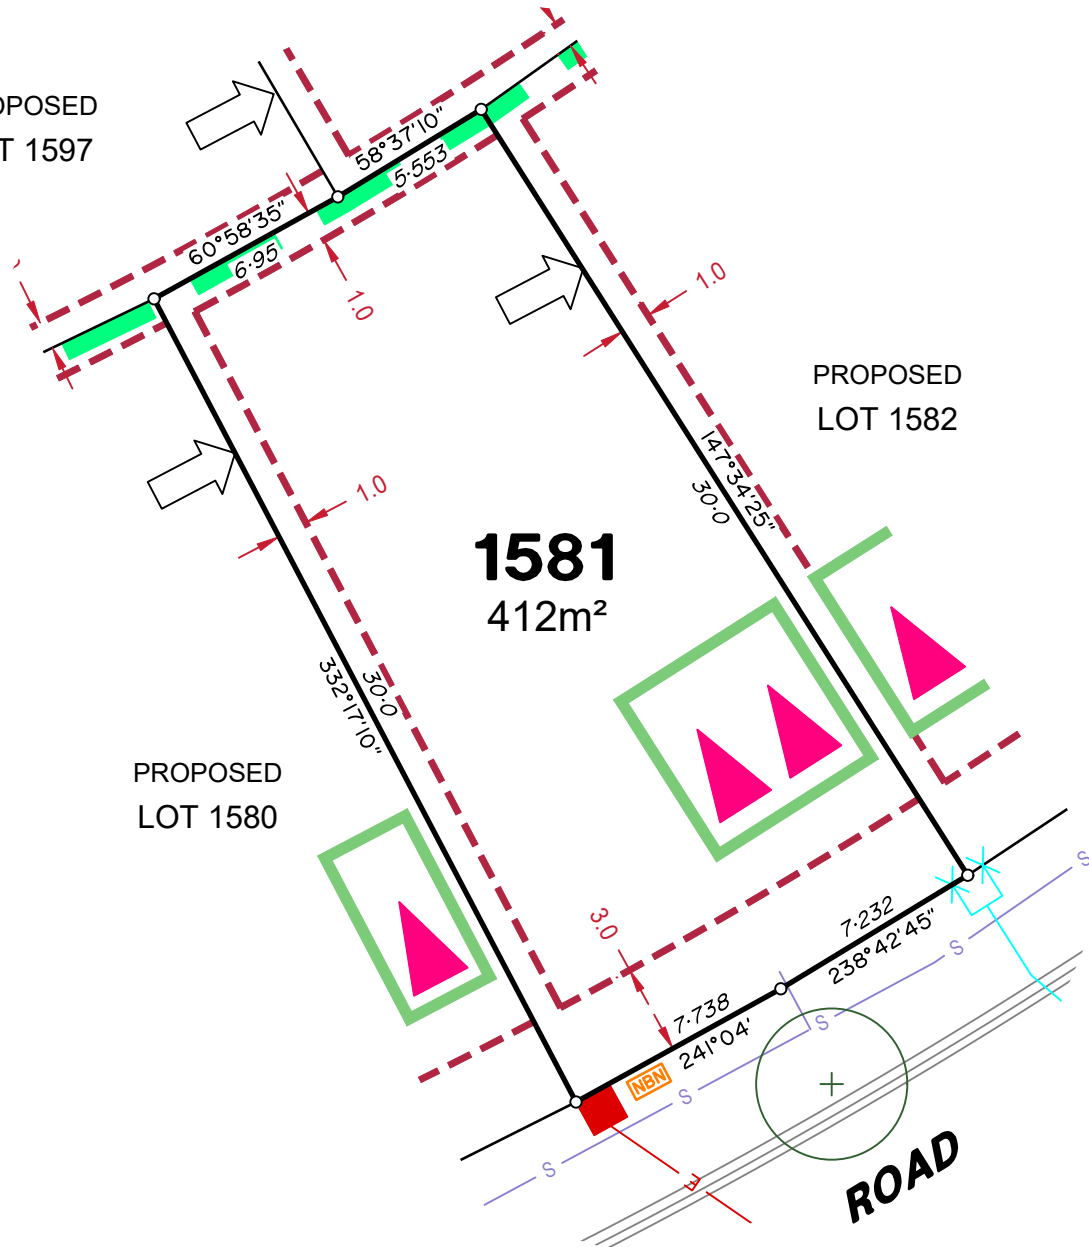 OPOSED
T 1597
58°37'10"
5·553
60°58'35"
6·95
1.0
1.0
PROPOSED
LOT 1582
147°34'25"
30·0
1.0
1581
412m²
332°17'10"
30·0
PROPOSED
LOT 1580
3.0
7·232
238°42'45"
7·738
241°04'
S
S
S
S
S
NBN
E
ROAD